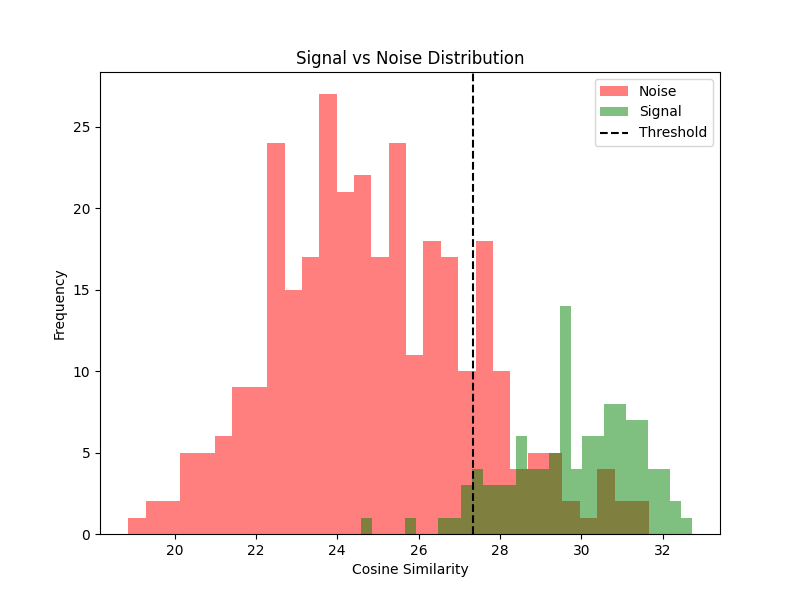 Signal vs Noise Distribution
Noise
Signal
Threshold
Frequency
25
20
15
10
5
0
20 22 24 26 28 30 32
Cosine Similarity